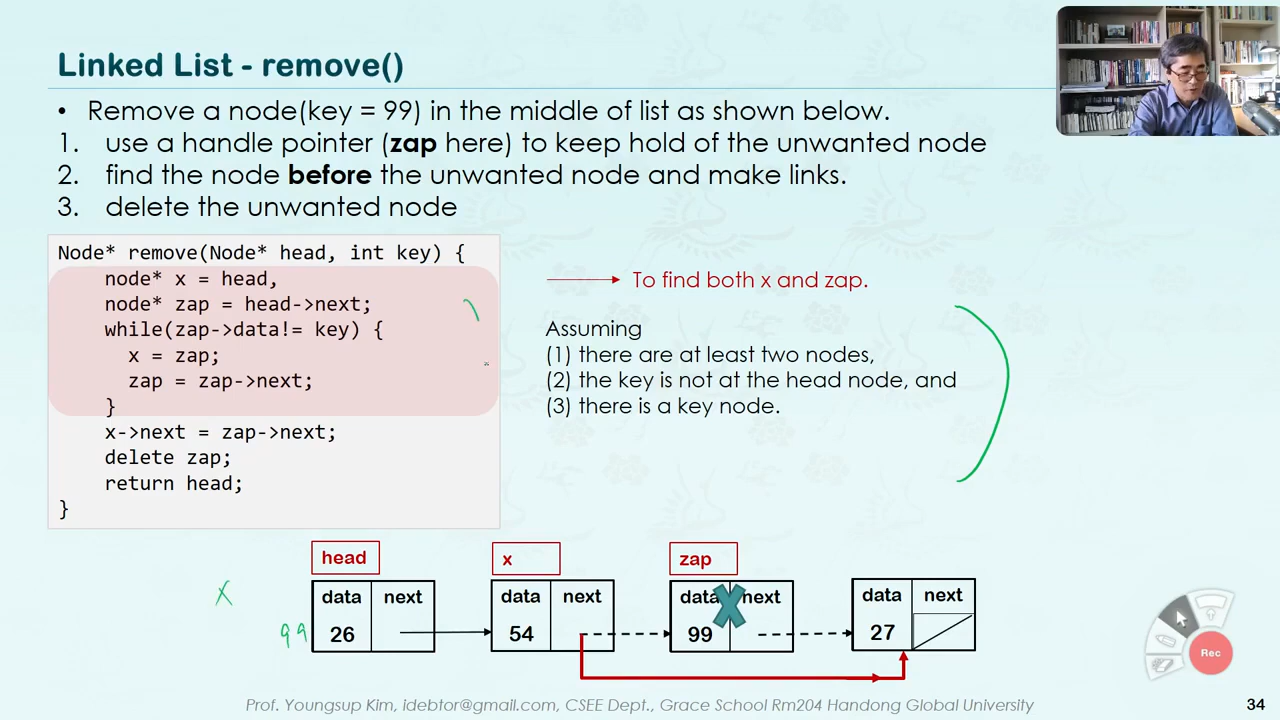 Linked List - remove()
• Remove a node(key = 99) in the middle of list as shown below.
1. use a handle pointer (zap here) to keep hold of the unwanted node
2. find the node before the unwanted node and make links.
3. delete the unwanted node
Node* remove(Node* head, int key) {
node* x = head,
node* zap = head->next;
while(zap->data!= key) {
x = zap;
zap = zap->next;
}
x->next = zap->next;
delete zap;
return head;
}
To find both x and zap.
Assuming
(1) there are at least two nodes,
(2) the key is not at the head node, and
(3) there is a key node.
head x zap
X
data next data next data next data next
99 26 54 99 27
Rec
Prof. Youngsup Kim, idebtor@gmail.com, CSEE Dept., Grace School Rm204 Handong Global University
34